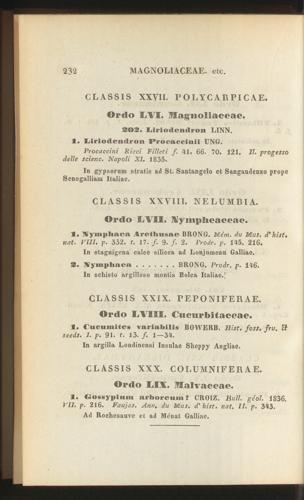 232 MAGNOLIACEAE. etc.
CLASSIS XXVII. POLYCARPICAE.
Ordo LVI. Magnoliaceae.
202. Liriodendron LINN.
1. Liriodendron Procaccinii UNG.
Procaccini Ricci Filleti f. 41. 66. 70. 121. Il progesso
delle scienc. Napoli XI. 1835.
In gypsorum stratis ad St. Santangelo et Sangaudenzo prope
Senogalliam Italiae.
CLASSIS XXVIII. NELUMBIA.
Ordo LVII. Nympheaceae.
1. Nymphaea Arethusae BRONG. Mém. du Mus. d'hist.
nat. VIII. p. 332. t. 17. f. 9. f. 2. Prodr. p. 145. 216.
In stagnigena calce silicea ad Lonjumeau Galliae.
2. Nymphaea . . . . . . . BRONG. Prodr. p. 146.
In schisto argilloso montis Bolca Italiae.
CLASSIS XXIX. PEPONIFERAE.
Ordo LVIII. Cucurbitaceae.
1. Cucumites variabilis BOWERB. Hist. foss. fru. &
seeds. I. p. 91. t. 13. f. 1—34.
In argilla Londinensi Insulae Sheppy Angliae.
CLASSIS XXX. COLUMNIFERAE.
Ordo LIX. Malvaceae.
1. Gossypium arboreum? CROIZ. Bull. géol. 1836.
VII. p. 216. Faujas. Ann. du Mus. d'hist. nat. II. p. 343.
Ad Rochesauve et ad Ménat Galliae.